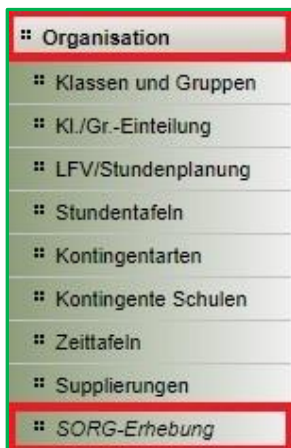 Organisation
Klassen und Gruppen
Kl./Gr.-Einteilung
LFV/Stundenplanung
Stundentafeln
Kontingentarten
Kontingente Schulen
Zeittafeln
Supplierungen
SORG-Erhebung